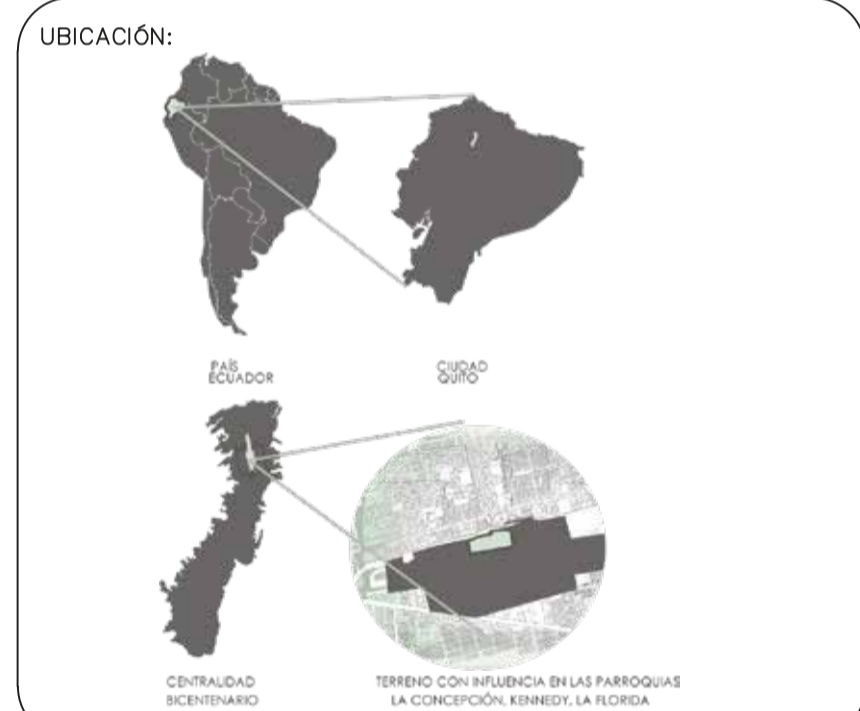 UBICACIÓN:
PAÍS
ECUADOR
CIUDAD
QUITO
CENTRALIDAD
BICENTENARIO
TERRENO CON INFLUENCIA EN LAS PARROQUIAS
LA CONCEPCIÓN, KENNEDY, LA FLORIDA